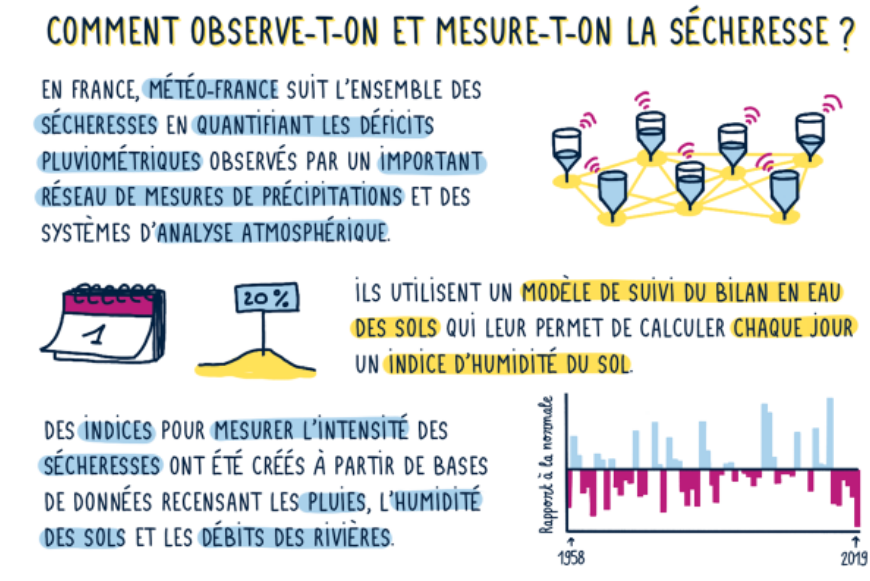 COMMENT OBSERVE-T-ON ET MESURE-T-ON LA SÉCHERESSE ?
EN FRANCE, MÉTÉO-FRANCE SUIT L'ENSEMBLE DES
SÉCHERESSES EN QUANTIFIANT LES DÉFICITS
PLUVIOMÉTRIQUES OBSERVÉS PAR UN IMPORTANT
RÉSEAU DE MESURES DE PRÉCIPITATIONS ET DES
SYSTÈMES D'ANALYSE ATMOSPHÉRIQUE.
1
20 %
ILS UTILISENT UN MODÈLE DE SUIVI DU BILAN EN EAU
DES SOLS QUI LEUR PERMET DE CALCULER CHAQUE JOUR
UN INDICE D'HUMIDITÉ DU SOL.
DES INDICES POUR MESURER L'INTENSITÉ DES
SÉCHERESSES ONT ÉTÉ CRÉÉS À PARTIR DE BASES
DE DONNÉES RECENSANT LES PLUIES, L'HUMIDITÉ
DES SOLS ET LES DÉBITS DES RIVIÈRES.
Rapport à la normale
1958
2019